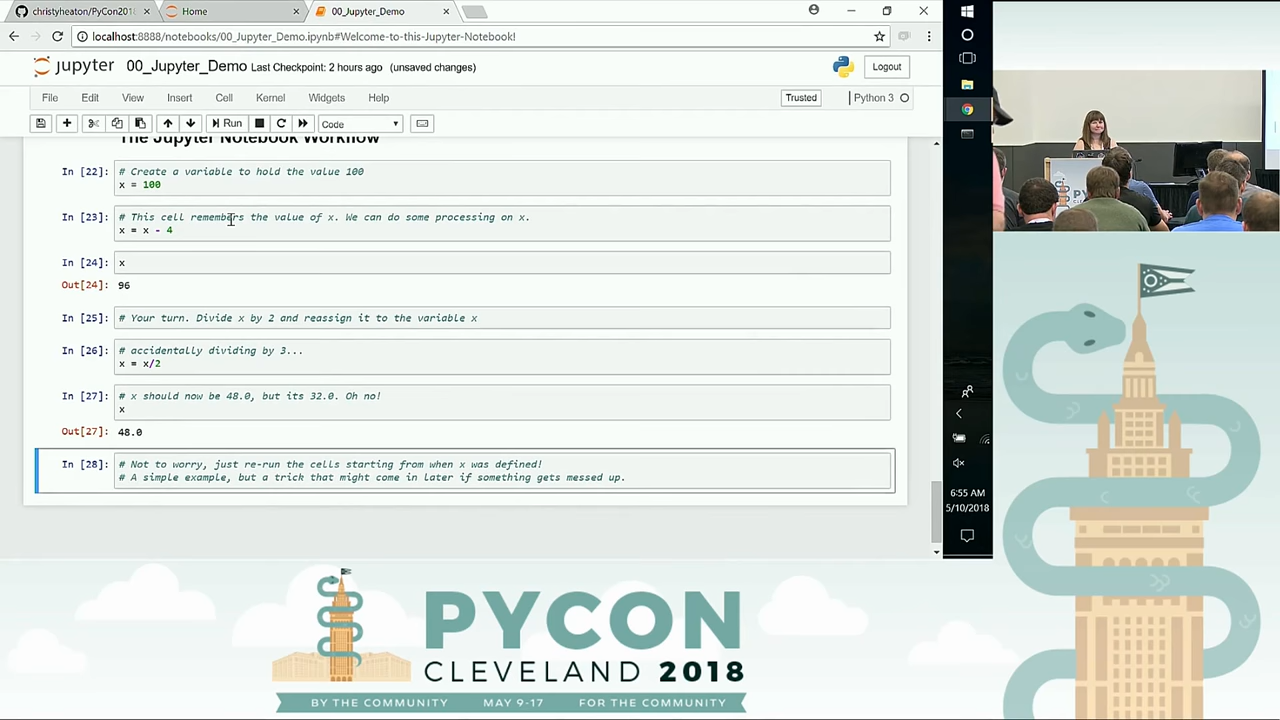 christyheaton/PyCon201
Home
00_Jupyter_Demo
localhost:8888/notebooks/00_Jupyter_Demo.ipynb#Welcome-to-this-Jupyter-Notebook!
jupyter 00_Jupyter_Demo Last Checkpoint: 2 hours ago (unsaved changes)
Logout
File Edit View Insert Cell Kernel Widgets Help
Trusted
Python 3
Run
Code
The Jupyter Notebook Workflow
In [22]: # Create a variable to hold the value 100
x = 100
In [23]: # This cell remembers the value of x. We can do some processing on x.
x = x - 4
In [24]: x
Out[24]: 96
In [25]: # Your turn. Divide x by 2 and reassign it to the variable x
In [26]: # accidentally dividing by 3...
x = x/2
In [27]: # x should now be 48.0, but its 32.0. Oh no!
x
Out[27]: 48.0
In [28]: # Not to worry, just re-run the cells starting from when x was defined!
# A simple example, but a trick that might come in later if something gets messed up.
6:55 AM
5/10/2018
PYCON
CLEVELAND 2018
BY THE COMMUNITY MAY 9-17 FOR THE COMMUNITY